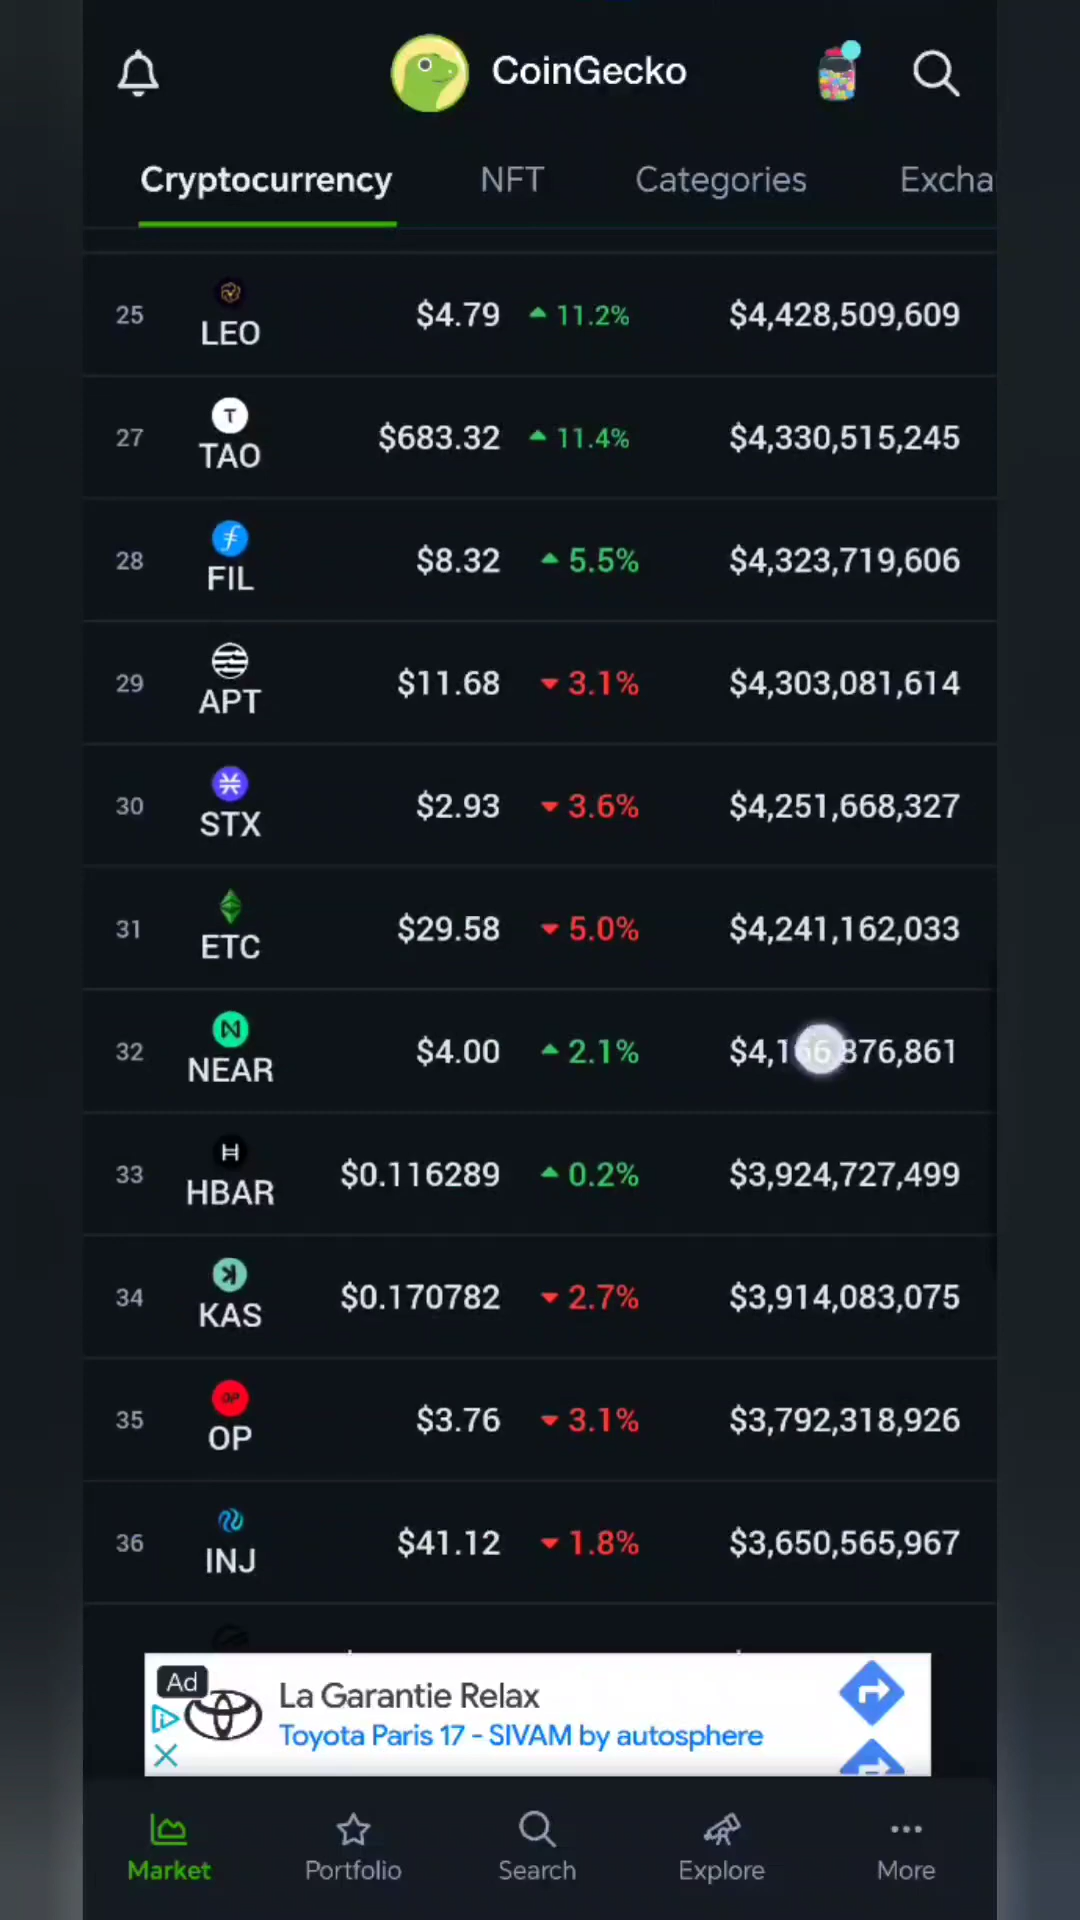 CoinGecko
Cryptocurrency NFT Categories Excha
25 LEO $4.79 11.2% $4,428,509,609
27 TAO $683.32 11.4% $4,330,515,245
28 FIL $8.32 5.5% $4,323,719,606
29 APT $11.68 3.1% $4,303,081,614
30 STX $2.93 3.6% $4,251,668,327
31 ETC $29.58 5.0% $4,241,162,033
32 NEAR $4.00 2.1% $4,166,876,861
33 HBAR $0.116289 0.2% $3,924,727,499
34 KAS $0.170782 2.7% $3,914,083,075
35 OP $3.76 3.1% $3,792,318,926
36 INJ $41.12 1.8% $3,650,565,967
Ad
La Garantie Relax
Toyota Paris 17 - SIVAM by autosphere
Market Portfolio Search Explore More